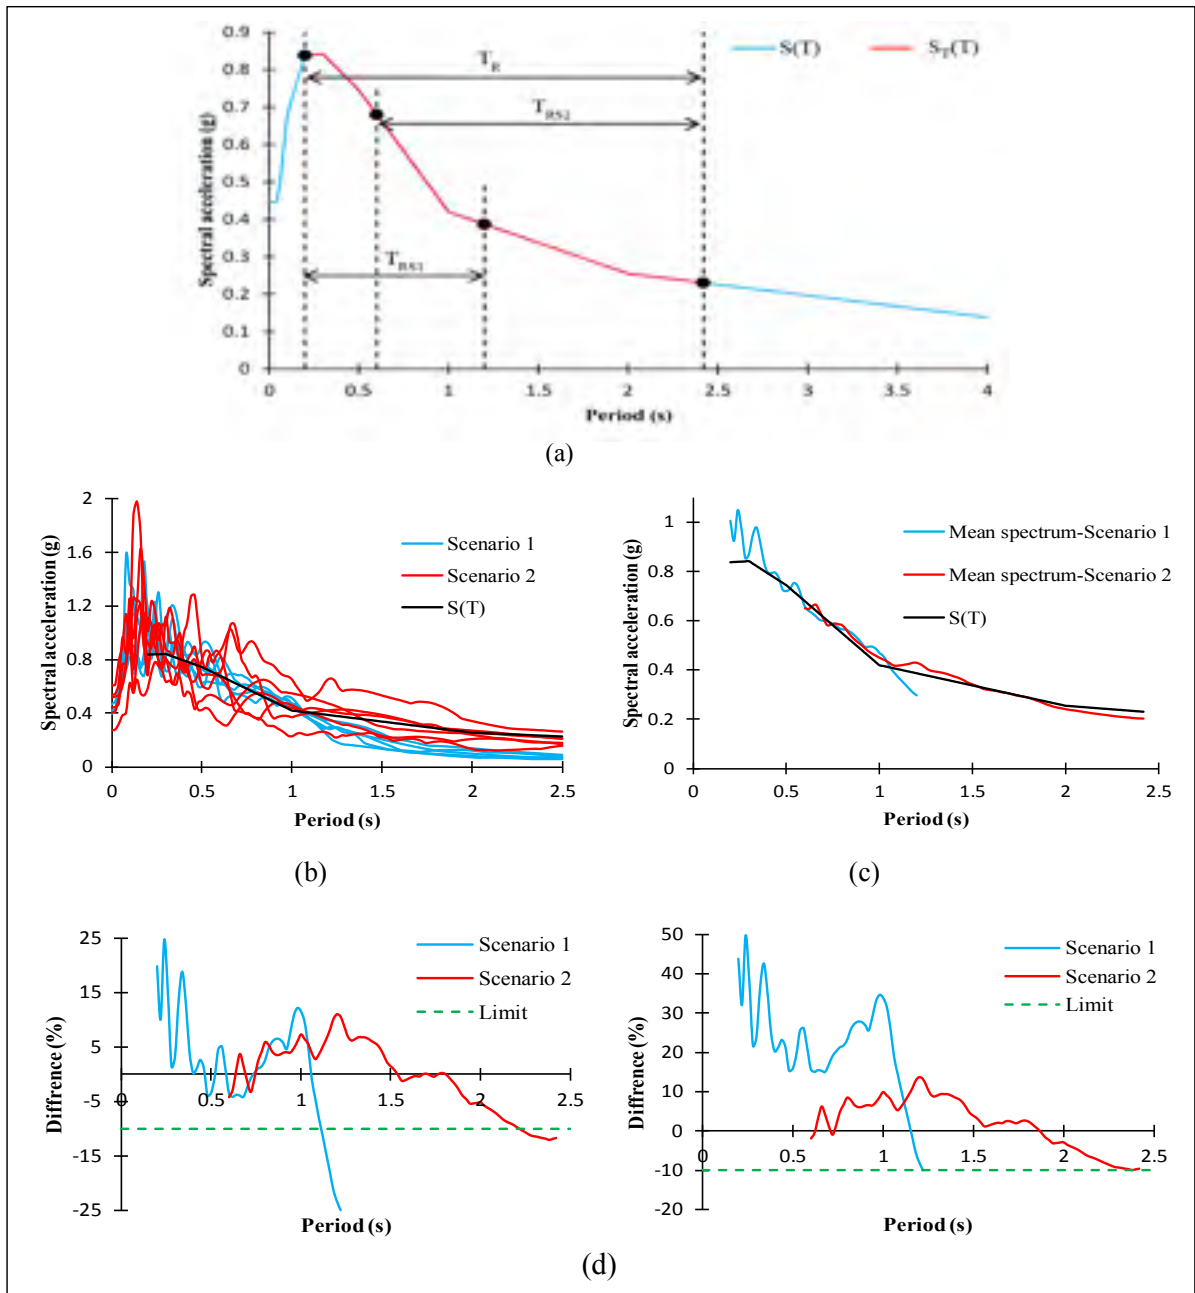 0.9
0.8
0.7
0.6
0.5
0.4
0.3
0.2
0.1
0
Spectral acceleration (g)
S(T)
S_T(T)
T_R
T_RS2
T_RS1
0 0.5 1 1.5 2 2.5 3 3.5 4
Period (s)
(a)
2
1.6
1.2
0.8
0.4
0
Spectral acceleration (g)
Scenario 1
Scenario 2
S(T)
0 0.5 1 1.5 2 2.5
Period (s)
(b)
1
0.8
0.6
0.4
0.2
0
Spectral acceleration (g)
Mean spectrum-Scenario 1
Mean spectrum-Scenario 2
S(T)
0 0.5 1 1.5 2 2.5
Period (s)
(c)
25
15
5
-5
-15
-25
Diffrence (%)
Scenario 1
Scenario 2
Limit
0 0.5 1 1.5 2 2.5
Period (s)
50
40
30
20
10
0
-10
-20
Diffrence (%)
Scenario 1
Scenario 2
Limit
0 0.5 1 1.5 2 2.5
Period (s)
(d)